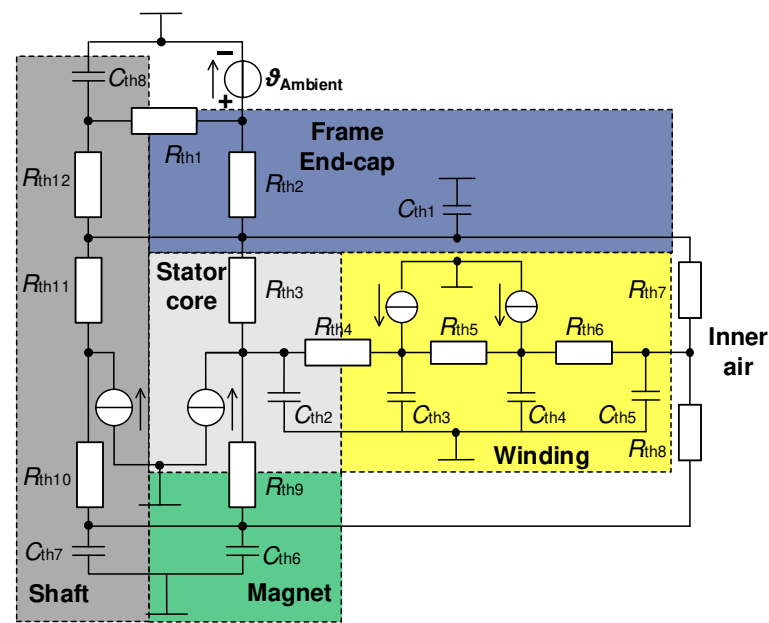 Cth8
−
+
ϑAmbient
Rth1
Frame
End-cap
Rth12
Rth2
Cth1
Rth11
Stator
core
Rth3
Rth7
Rth4
Rth5
Rth6
Inner
air
Cth2
Cth3
Cth4
Cth5
Rth8
Winding
Rth10
Rth9
Cth7
Cth6
Shaft
Magnet